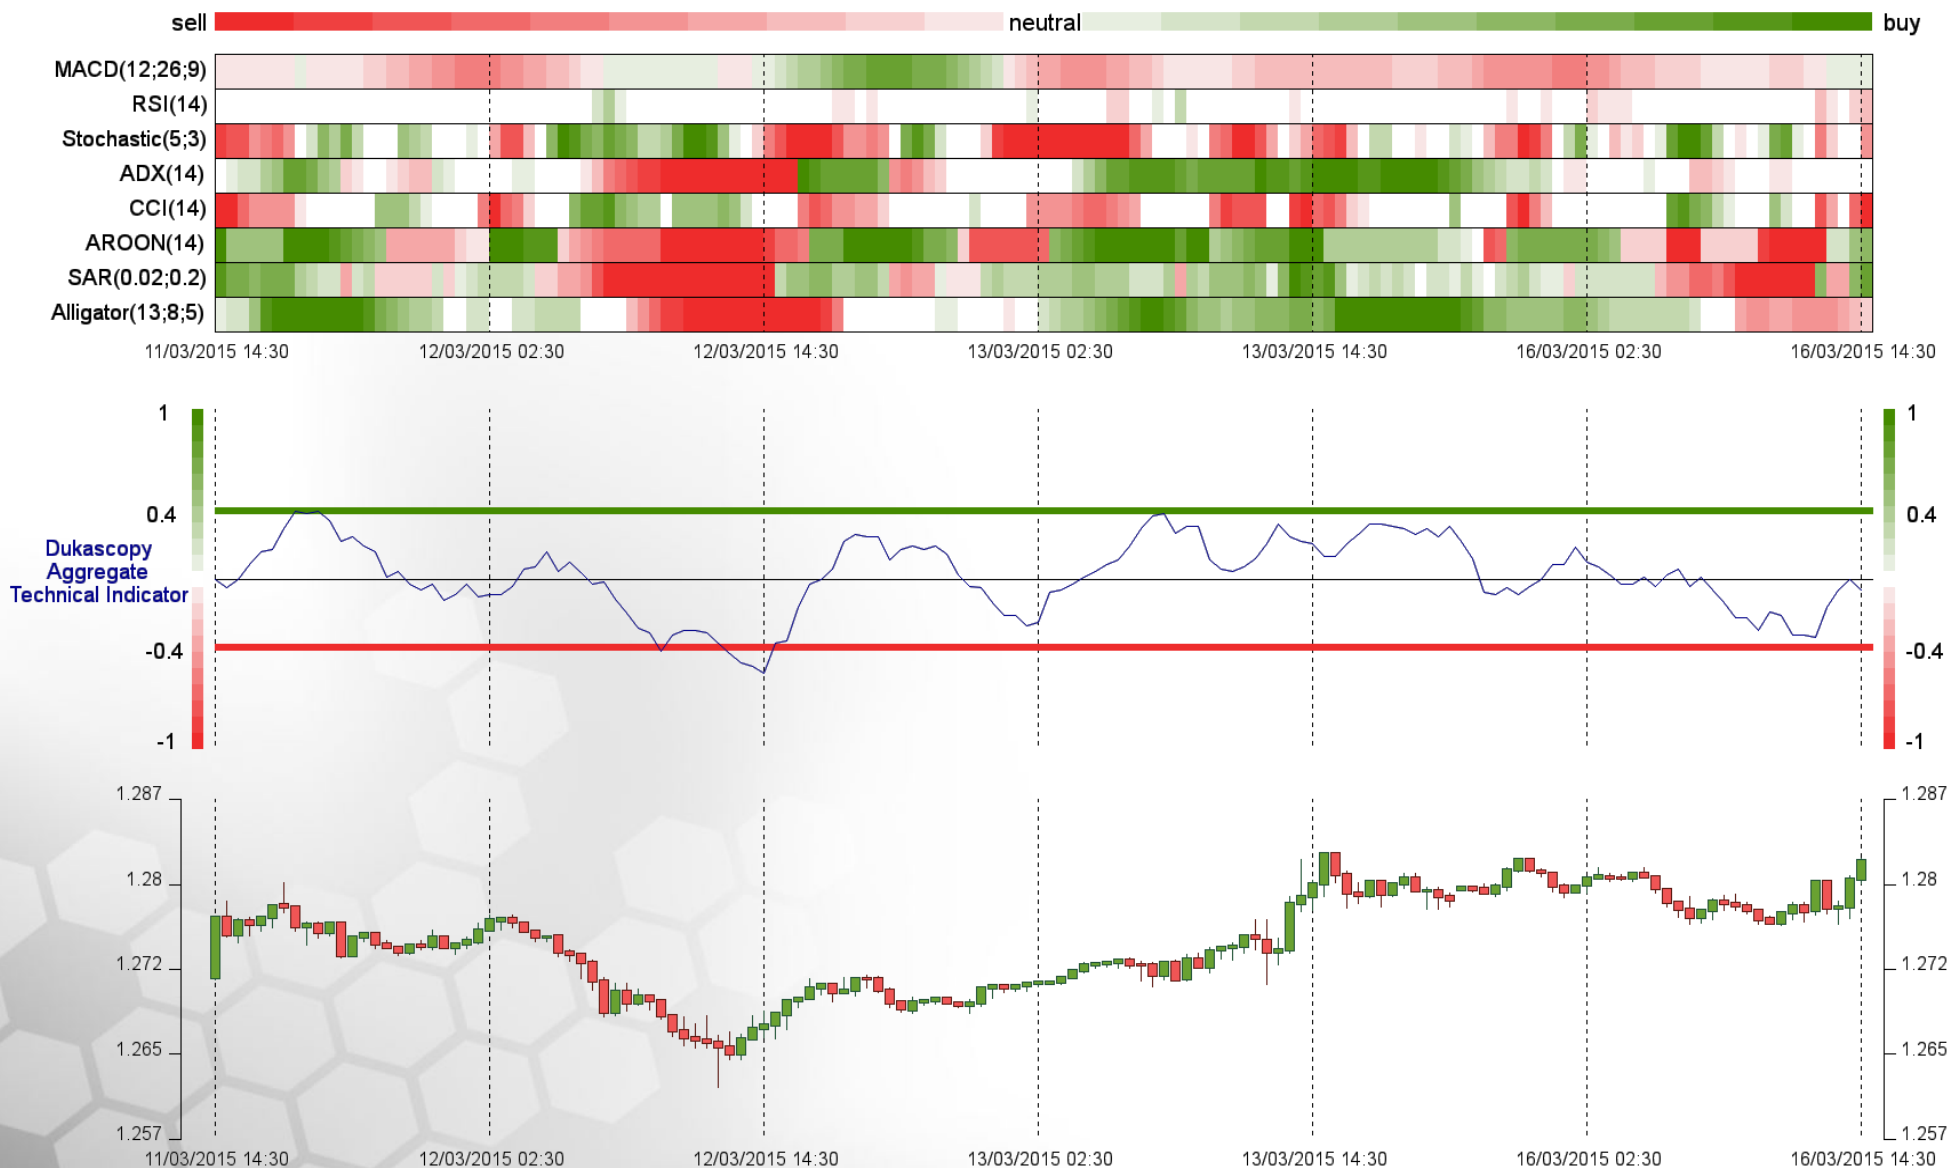 sell neutral buy
MACD(12;26;9)
RSI(14)
Stochastic(5;3)
ADX(14)
CCI(14)
AROON(14)
SAR(0.02;0.2)
Alligator(13;8;5)
11/03/2015 14:30 12/03/2015 02:30 12/03/2015 14:30 13/03/2015 02:30 13/03/2015 14:30 16/03/2015 02:30 16/03/2015 14:30
1 1
0.4 0.4
Dukascopy
Aggregate
Technical Indicator
-0.4 -0.4
-1 -1
1.287 1.287
1.28 1.28
1.272 1.272
1.265 1.265
1.257 1.257
11/03/2015 14:30 12/03/2015 02:30 12/03/2015 14:30 13/03/2015 02:30 13/03/2015 14:30 16/03/2015 02:30 16/03/2015 14:30